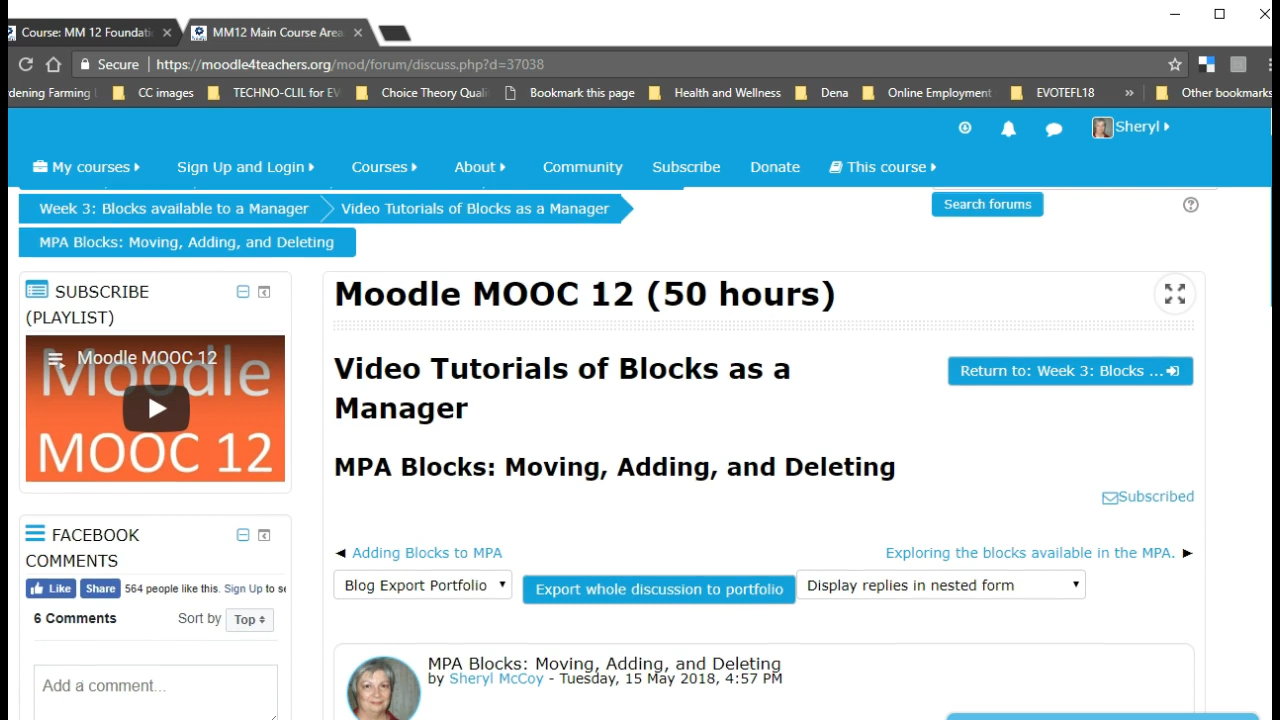 Course: MM 12 Foundati
MM12 Main Course Area
Secure
https://moodle4teachers.org/mod/forum/discuss.php?d=37038
dening Farming
CC images
TECHNO-CLIL for EV
Choice Theory Quali
Bookmark this page
Health and Wellness
Dena
Online Employment
EVOTEFL18
»
Other bookmarks
Sheryl
My courses
Sign Up and Login
Courses
About
Community
Subscribe
Donate
This course
Week 3: Blocks available to a Manager
Video Tutorials of Blocks as a Manager
Search forums
MPA Blocks: Moving, Adding, and Deleting
SUBSCRIBE
(PLAYLIST)
Moodle MOOC 12
Moodle
MOOC 12
FACEBOOK
COMMENTS
Like
Share
564 people like this. Sign Up to se
6 Comments
Sort by
Top
Add a comment...
Moodle MOOC 12 (50 hours)
Video Tutorials of Blocks as a
Manager
Return to: Week 3: Blocks ...
MPA Blocks: Moving, Adding, and Deleting
Subscribed
◄ Adding Blocks to MPA
Exploring the blocks available in the MPA. ►
Blog Export Portfolio
Export whole discussion to portfolio
Display replies in nested form
MPA Blocks: Moving, Adding, and Deleting
by Sheryl McCoy - Tuesday, 15 May 2018, 4:57 PM